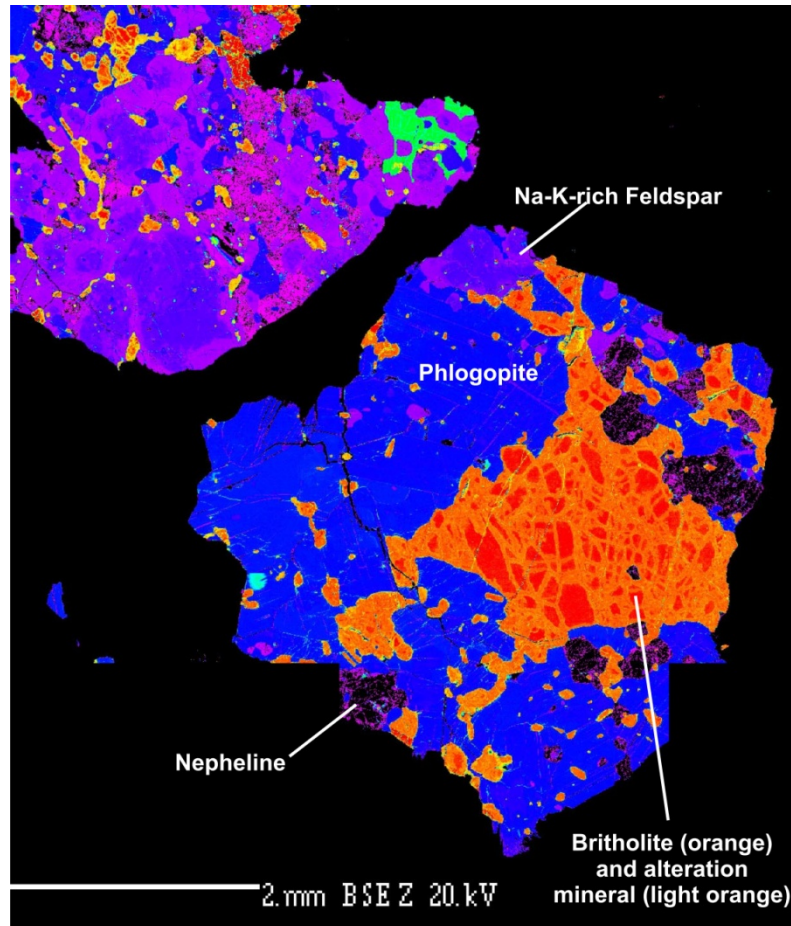 Na-K-rich Feldspar
Phlogopite
Nepheline
Britholite (orange)
and alteration
mineral (light orange)
2.mm BSE Z 20.kV